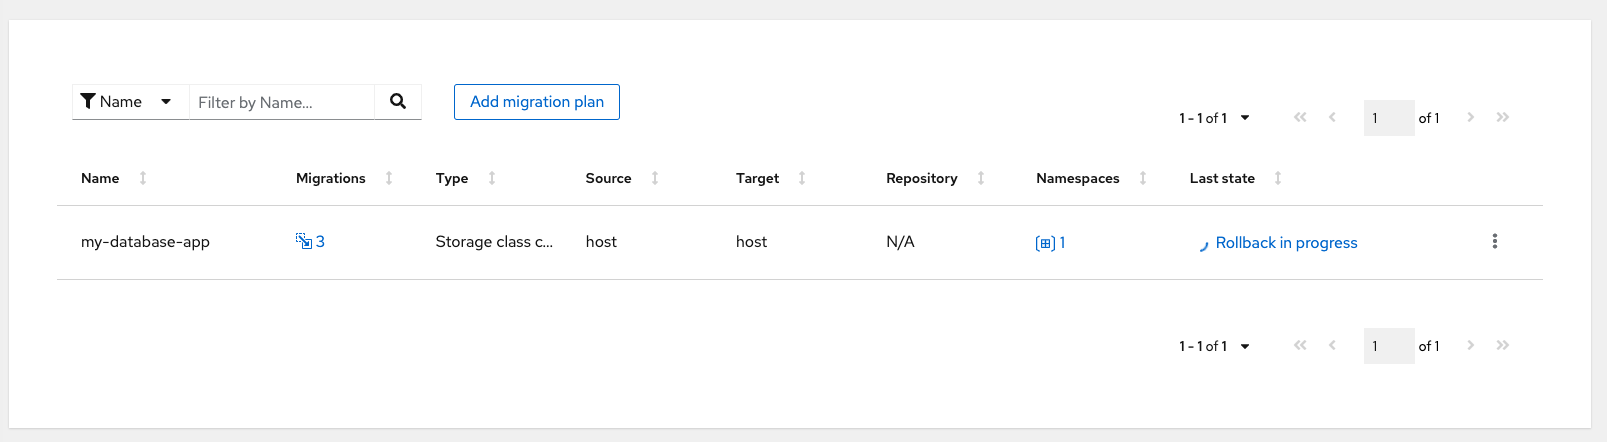 Name Filter by Name... Add migration plan
1 - 1 of 1 1 of 1
Name Migrations Type Source Target Repository Namespaces Last state
my-database-app 3 Storage class c... host host N/A 1 Rollback in progress
1 - 1 of 1 1 of 1